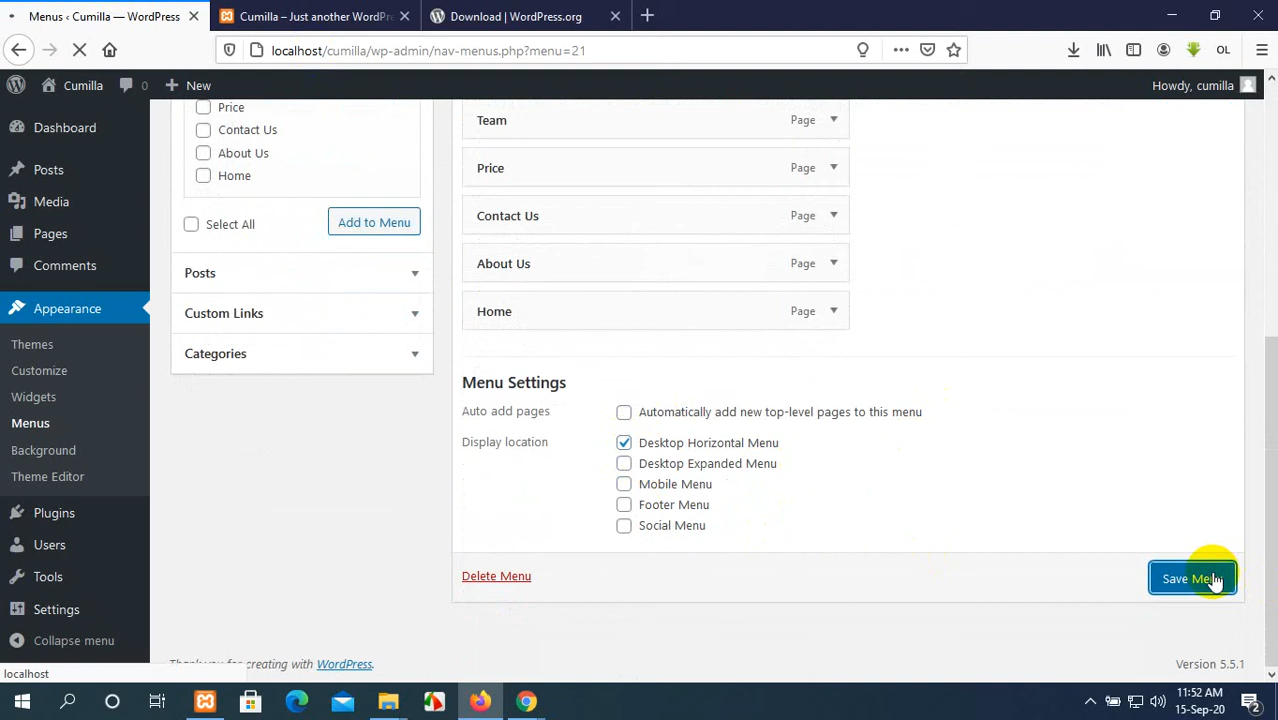 Menus ‹ Cumilla — WordPress
Cumilla – Just another WordPre
Download | WordPress.org
localhost/cumilla/wp-admin/nav-menus.php?menu=21
OL
Cumilla
0
New
Howdy, cumilla
Dashboard
Posts
Media
Pages
Comments
Appearance
Themes
Customize
Widgets
Menus
Background
Theme Editor
Plugins
Users
Tools
Settings
Collapse menu
Price
Contact Us
About Us
Home
Select All
Add to Menu
Posts
Custom Links
Categories
Team Page
Price Page
Contact Us Page
About Us Page
Home Page
Menu Settings
Auto add pages
Automatically add new top-level pages to this menu
Display location
Desktop Horizontal Menu
Desktop Expanded Menu
Mobile Menu
Footer Menu
Social Menu
Delete Menu
Save Menu
Thank you for creating with WordPress.
Version 5.5.1
localhost
11:52 AM
15-Sep-20
2